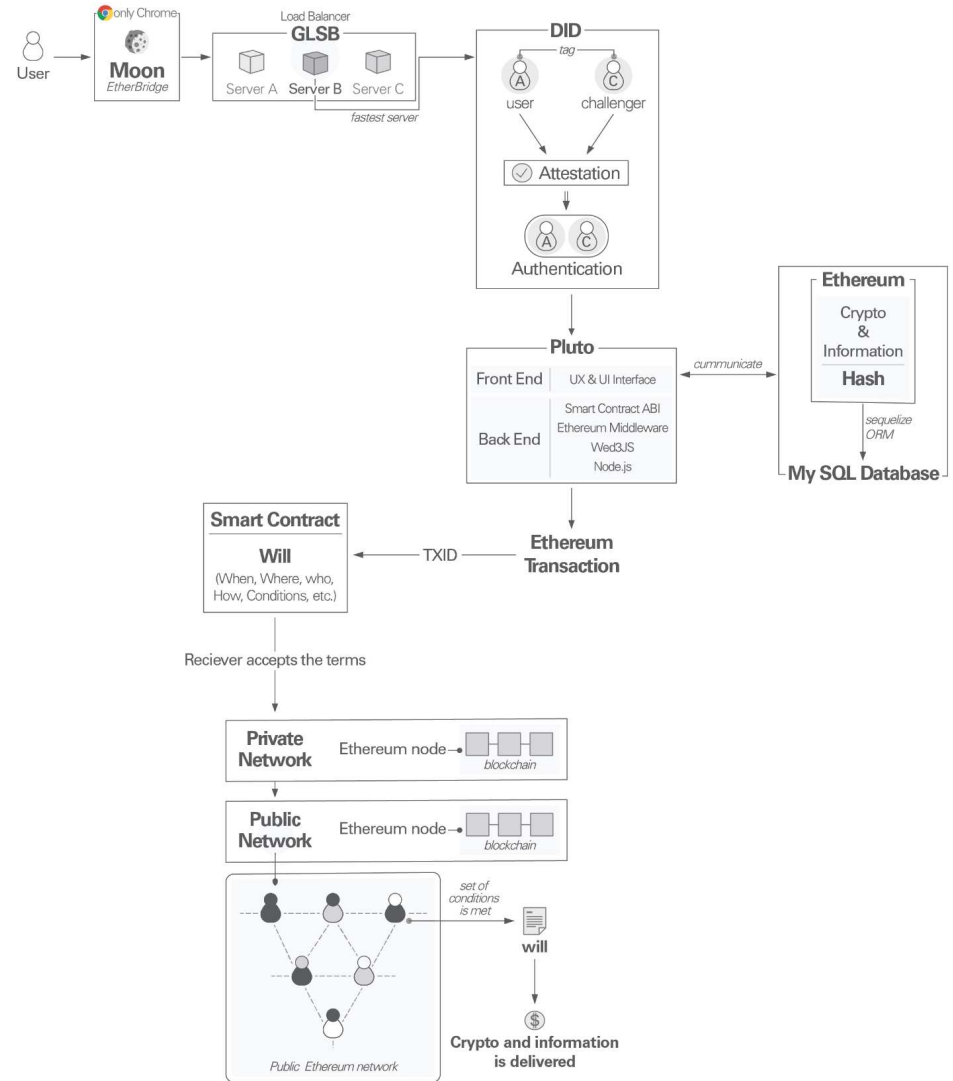 only Chrome
Moon
EtherBridge
User
Load Balancer
GLSB
Server A
Server B
Server C
fastest server
DID
tag
A
C
user
challenger
Attestation
A
C
Authentication
Pluto
Front End
UX & UI Interface
Back End
Smart Contract ABI
Ethereum Middleware
Wed3JS
Node.js
cummunicate
Ethereum
Crypto
&
Information
Hash
sequelize
ORM
My SQL Database
Ethereum
Transaction
TXID
Smart Contract
Will
(When, Where, who,
How, Conditions, etc.)
Reciever accepts the terms
Private
Network
Ethereum node
blockchain
Public
Network
Ethereum node
blockchain
set of
conditions
is met
will
$
Crypto and information
is delivered
Public Ethereum network